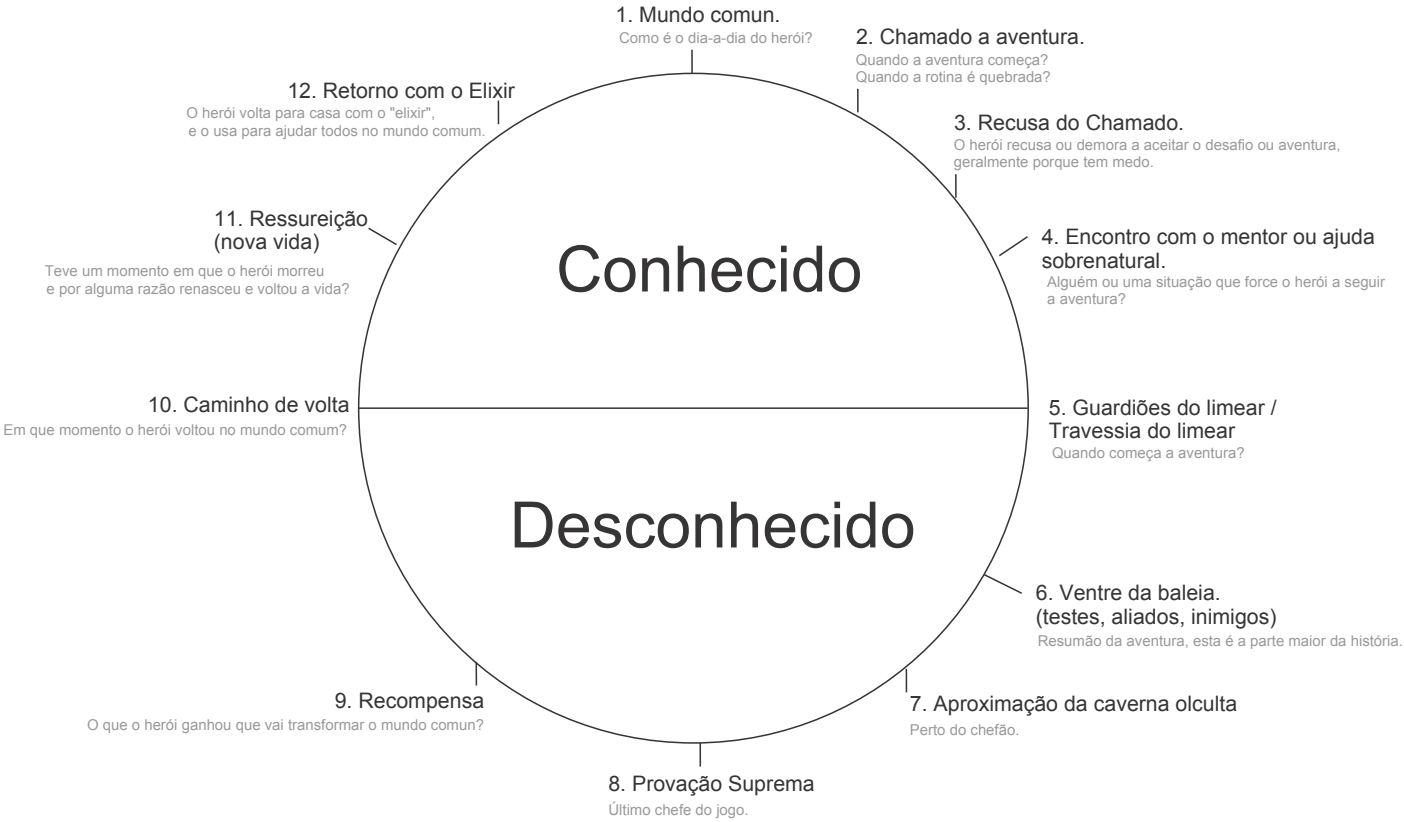 1. Mundo comun.
Como é o dia-a-dia do herói?
2. Chamado a aventura.
Quando a aventura começa?
Quando a rotina é quebrada?
3. Recusa do Chamado.
O herói recusa ou demora a aceitar o desafio ou aventura,
geralmente porque tem medo.
4. Encontro com o mentor ou ajuda
sobrenatural.
Alguém ou uma situação que force o herói a seguir
a aventura?
5. Guardiões do limear /
Travessia do limear
Quando começa a aventura?
6. Ventre da baleia.
(testes, aliados, inimigos)
Resumão da aventura, esta é a parte maior da história.
7. Aproximação da caverna olculta
Perto do chefão.
8. Provação Suprema
Último chefe do jogo.
9. Recompensa
O que o herói ganhou que vai transformar o mundo comun?
10. Caminho de volta
Em que momento o herói voltou no mundo comum?
11. Ressureição
(nova vida)
Teve um momento em que o herói morreu
e por alguma razão renasceu e voltou a vida?
12. Retorno com o Elixir
O herói volta para casa com o "elixir",
e o usa para ajudar todos no mundo comum.
Conhecido
Desconhecido